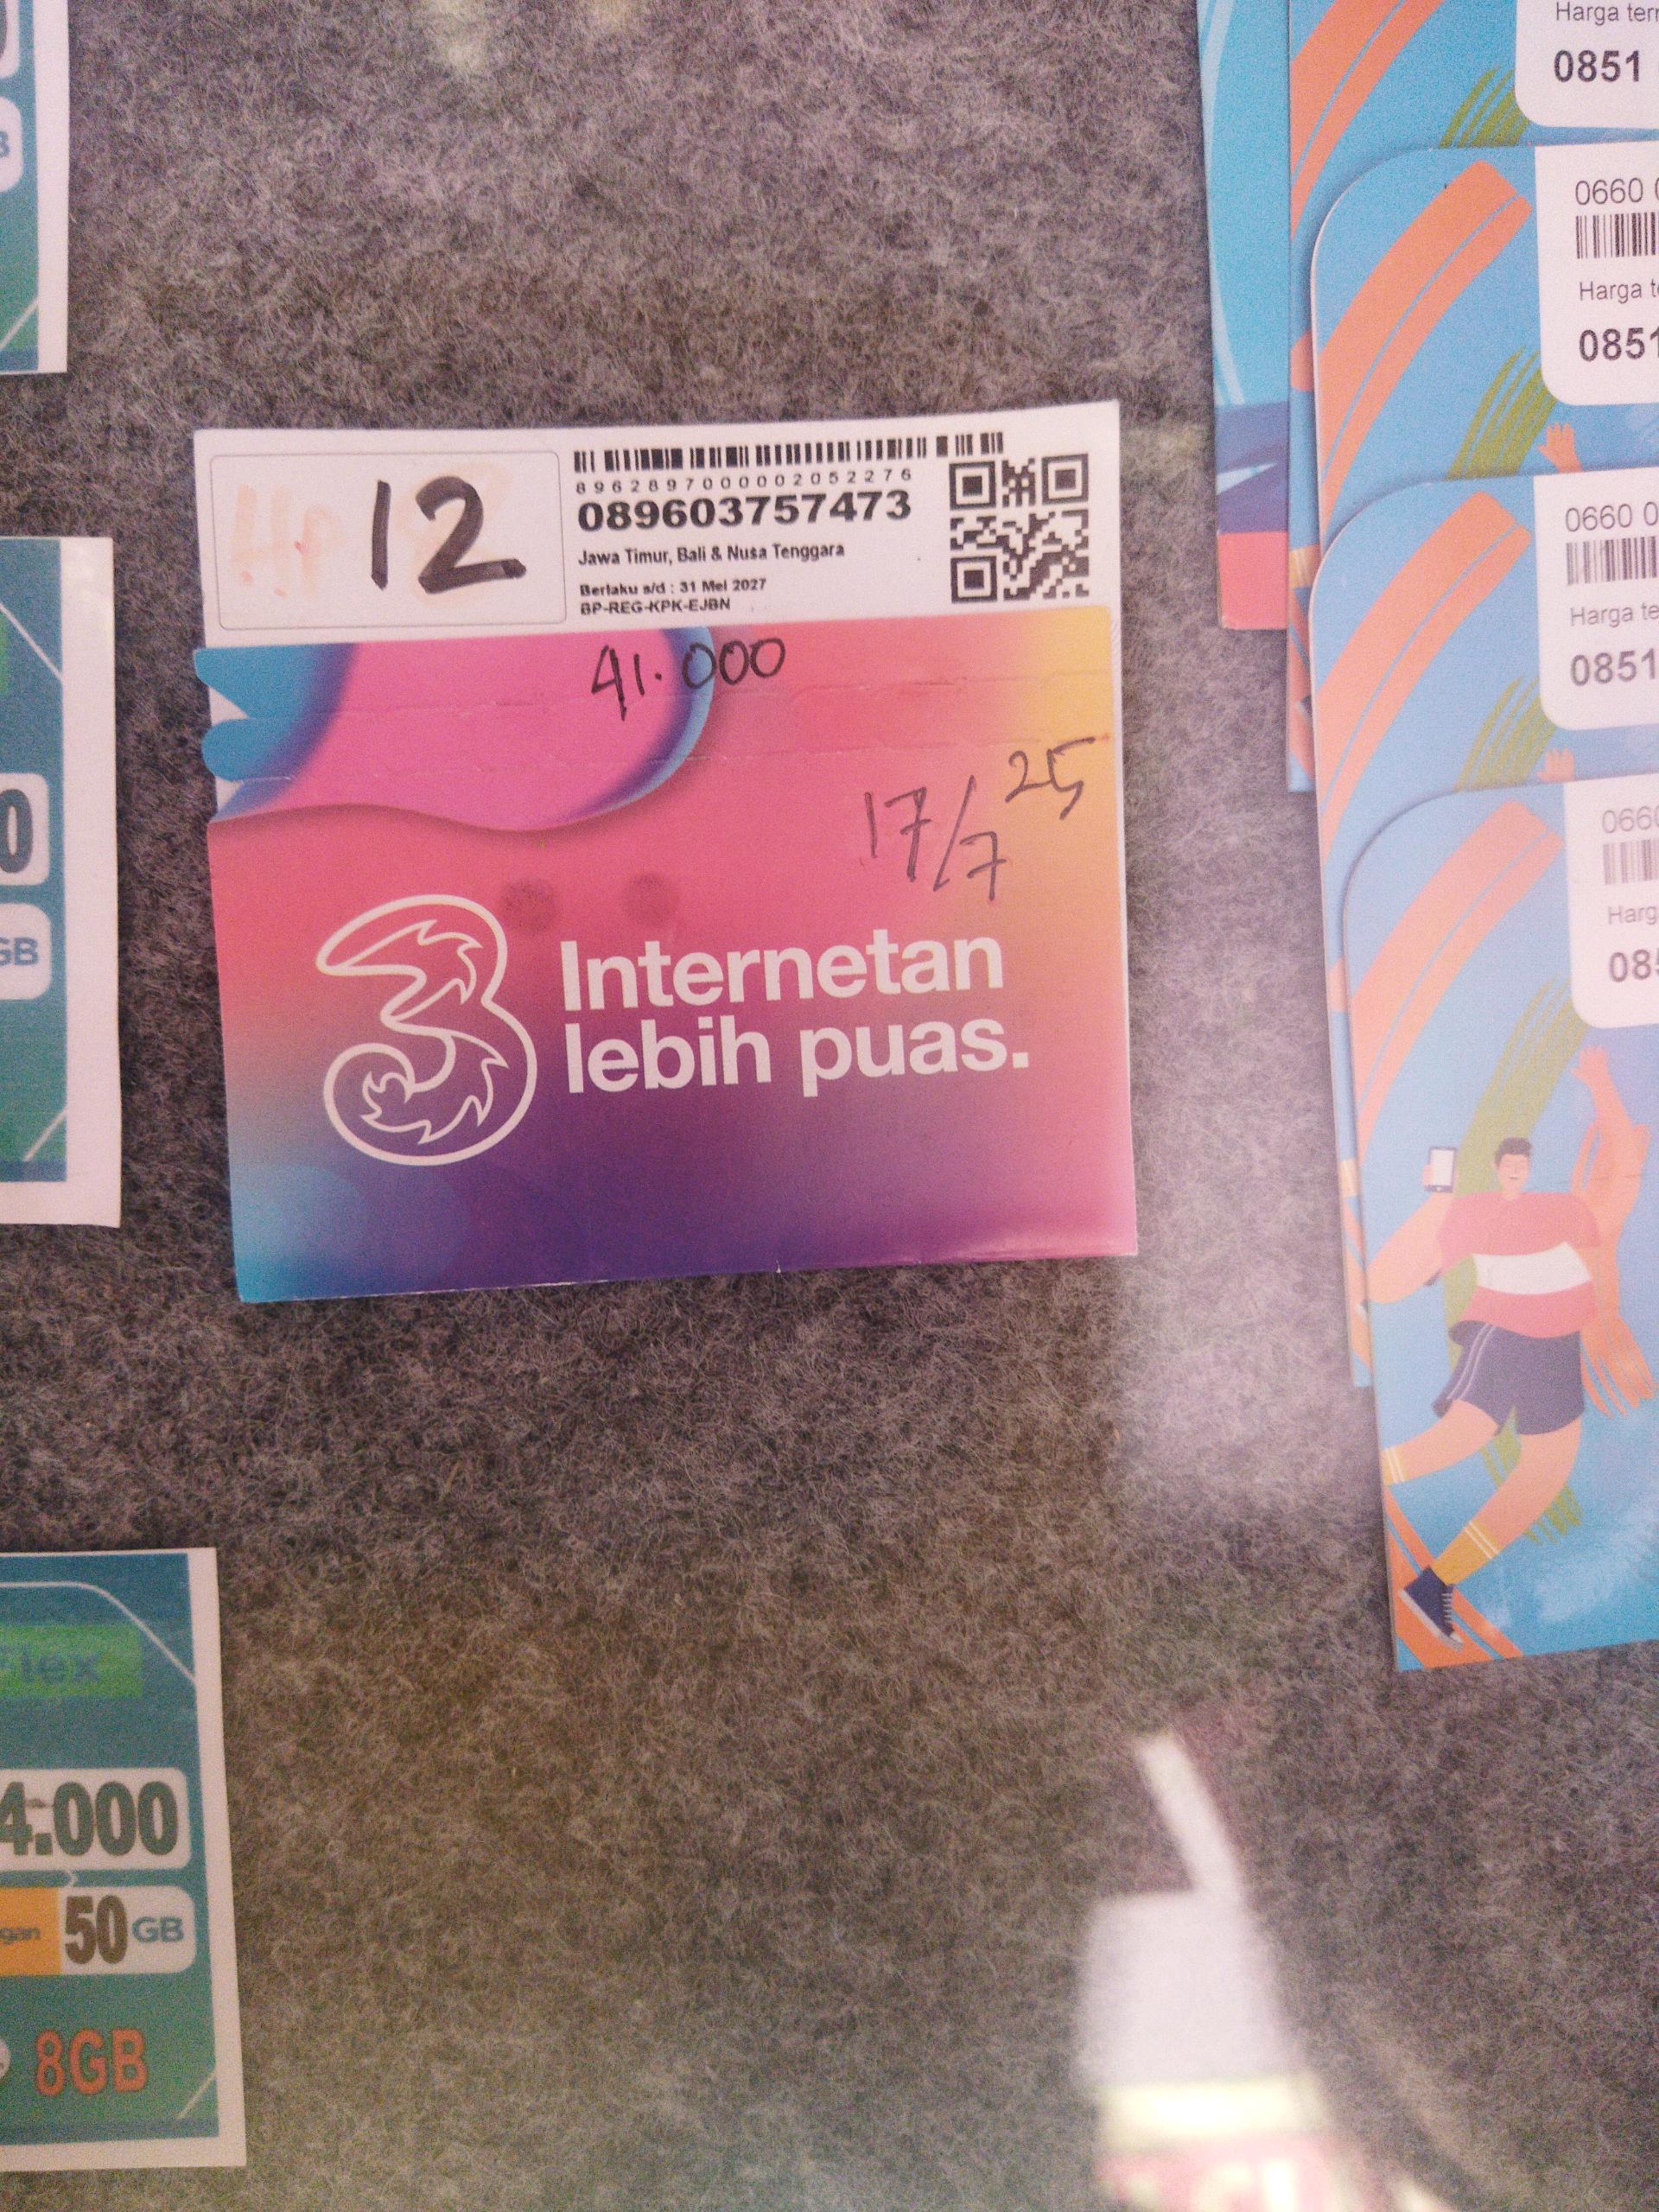 12
8962897000002052276
089603757473
Jawa Timur, Bali & Nusa Tenggara
Berlaku s/d : 31 Mei 2027
BP-REG-KPK-EJBN
41.000
17/7 25
3 Internetan
lebih puas.
Harga
0851
0660
Harga
0851
0660 0
Harga
0851
0660
GB
Flex
4.000
50 GB
8GB